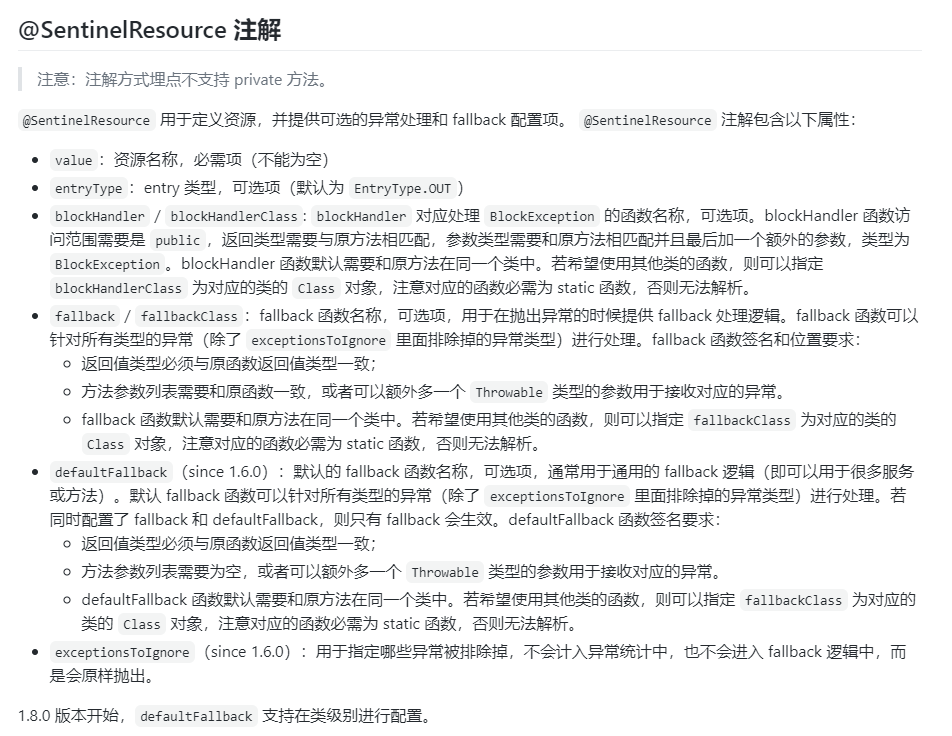 @SentinelResource 注解
注意：注解方式埋点不支持 private 方法。
@SentinelResource 用于定义资源，并提供可选的异常处理和 fallback 配置项。 @SentinelResource 注解包含以下属性：
value：资源名称，必需项（不能为空）
entryType：entry 类型，可选项（默认为 EntryType.OUT）
blockHandler / blockHandlerClass: blockHandler 对应处理 BlockException 的函数名称，可选项。blockHandler 函数访
问范围需要是 public，返回类型需要与原方法相匹配，参数类型需要和原方法相匹配并且最后加一个额外的参数，类型为
BlockException。blockHandler 函数默认需要和原方法在同一个类中。若希望使用其他类的函数，则可以指定
blockHandlerClass 为对应的类的 Class 对象，注意对应的函数必需为 static 函数，否则无法解析。
fallback / fallbackClass：fallback 函数名称，可选项，用于在抛出异常的时候提供 fallback 处理逻辑。fallback 函数可以
针对所有类型的异常（除了 exceptionsToIgnore 里面排除掉的异常类型）进行处理。fallback 函数签名和位置要求：
返回值类型必须与原函数返回值类型一致；
方法参数列表需要和原函数一致，或者可以额外多一个 Throwable 类型的参数用于接收对应的异常。
fallback 函数默认需要和原方法在同一个类中。若希望使用其他类的函数，则可以指定 fallbackClass 为对应的类的
Class 对象，注意对应的函数必需为 static 函数，否则无法解析。
defaultFallback（since 1.6.0）：默认的 fallback 函数名称，可选项，通常用于通用的 fallback 逻辑（即可以用于很多服务
或方法）。默认 fallback 函数可以针对所有类型的异常（除了 exceptionsToIgnore 里面排除掉的异常类型）进行处理。若
同时配置了 fallback 和 defaultFallback，则只有 fallback 会生效。defaultFallback 函数签名要求：
返回值类型必须与原函数返回值类型一致；
方法参数列表需要为空，或者可以额外多一个 Throwable 类型的参数用于接收对应的异常。
defaultFallback 函数默认需要和原方法在同一个类中。若希望使用其他类的函数，则可以指定 fallbackClass 为对应的
类的 Class 对象，注意对应的函数必需为 static 函数，否则无法解析。
exceptionsToIgnore（since 1.6.0）：用于指定哪些异常被排除掉，不会计入异常统计中，也不会进入 fallback 逻辑中，而
是会原样抛出。
1.8.0 版本开始，defaultFallback 支持在类级别进行配置。